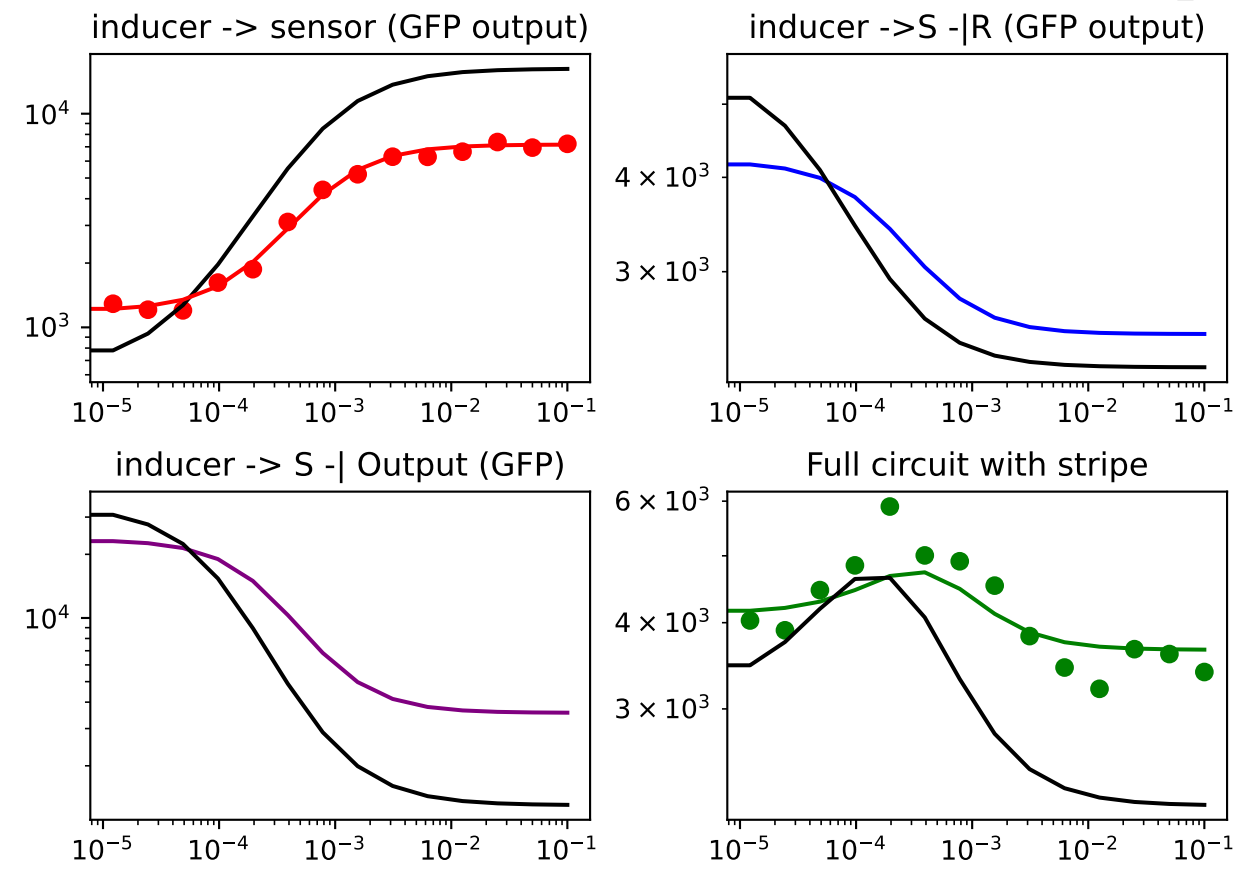 inducer -> sensor (GFP output)
10⁴
10³
10⁻⁵ 10⁻⁴ 10⁻³ 10⁻² 10⁻¹
inducer ->S -|R (GFP output)
4 × 10³
3 × 10³
10⁻⁵ 10⁻⁴ 10⁻³ 10⁻² 10⁻¹
inducer -> S -| Output (GFP)
10⁴
10⁻⁵ 10⁻⁴ 10⁻³ 10⁻² 10⁻¹
Full circuit with stripe
6 × 10³
4 × 10³
3 × 10³
10⁻⁵ 10⁻⁴ 10⁻³ 10⁻² 10⁻¹